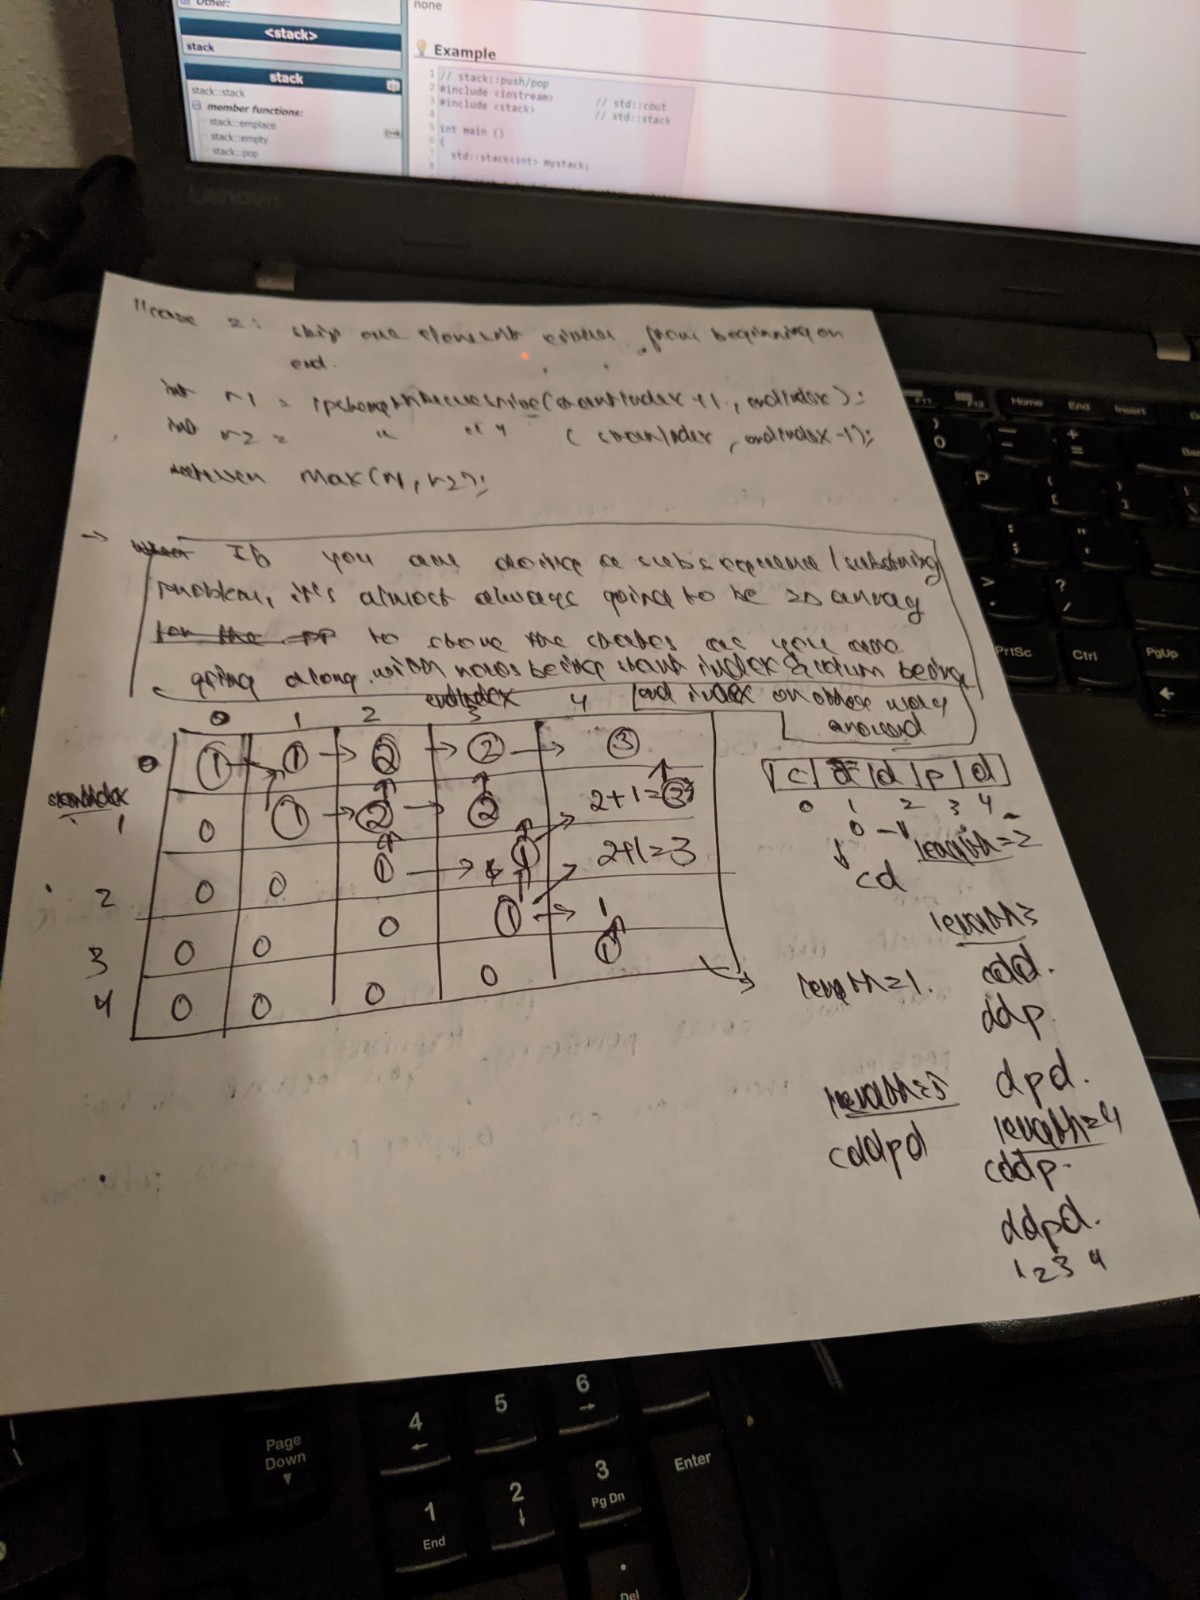 Other:
<stack>
stack
stack
stack::stack
member functions:
stack::emplace
stack::empty
stack::pop
none
Example
1 // stack::push/pop
2 #include <iostream> // std::cout
3 #include <stack> // std::stack
4
5 int main ()
6 {
7 std::stack<int> mystack;
8
Lenovo
//case 2: skip one element either from beginning or
end.
int r1 = (startIndex+1, endIndex);
int r2 = " " " (startIndex, endIndex-1);
return max(r1, r2);
→ If you are doing a subsequence/substring
problem, it's almost always going to be 2D array
to store the states as you are
going along with rows being start index & column being
end index or other way
around
endIndex
0 1 2 3 4
startIndex
0 1 1 → 2 → 2 → 3
1 0 1 → 2 → 2 2+1=3
2 0 0 1 → 1 2+1=3
3 0 0 0 1 → 1
4 0 0 0 0 1
|c|d|d|p|d|
0 1 2 3 4
length=2
cd
length=1.
length=3
cdd.
ddp.
dpd.
length=4
cddp.
ddpd.
1 2 3 4
length=5
cddpd
F11
Home
End
Insert
)
0
+
=
P
{
[
}
:
;
"
'
>
?
/
PrtSc
Ctrl
PgUp
←
Page
Down
4
←
5
6
→
1
End
2
↓
3
Pg Dn
Enter
.
Del